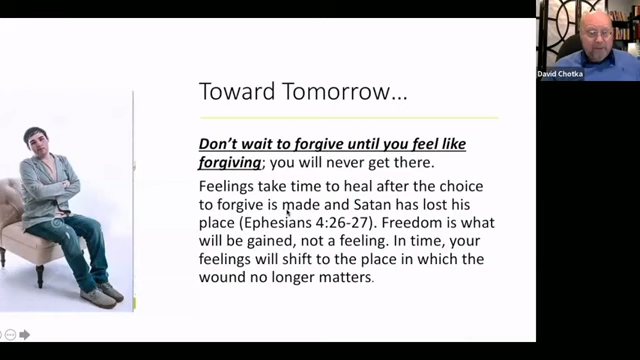 Toward Tomorrow...
Don't wait to forgive until you feel like
forgiving; you will never get there.
Feelings take time to heal after the choice
to forgive is made and Satan has lost his
place (Ephesians 4:26-27). Freedom is what
will be gained, not a feeling. In time, your
feelings will shift to the place in which the
wound no longer matters.
David Chotka